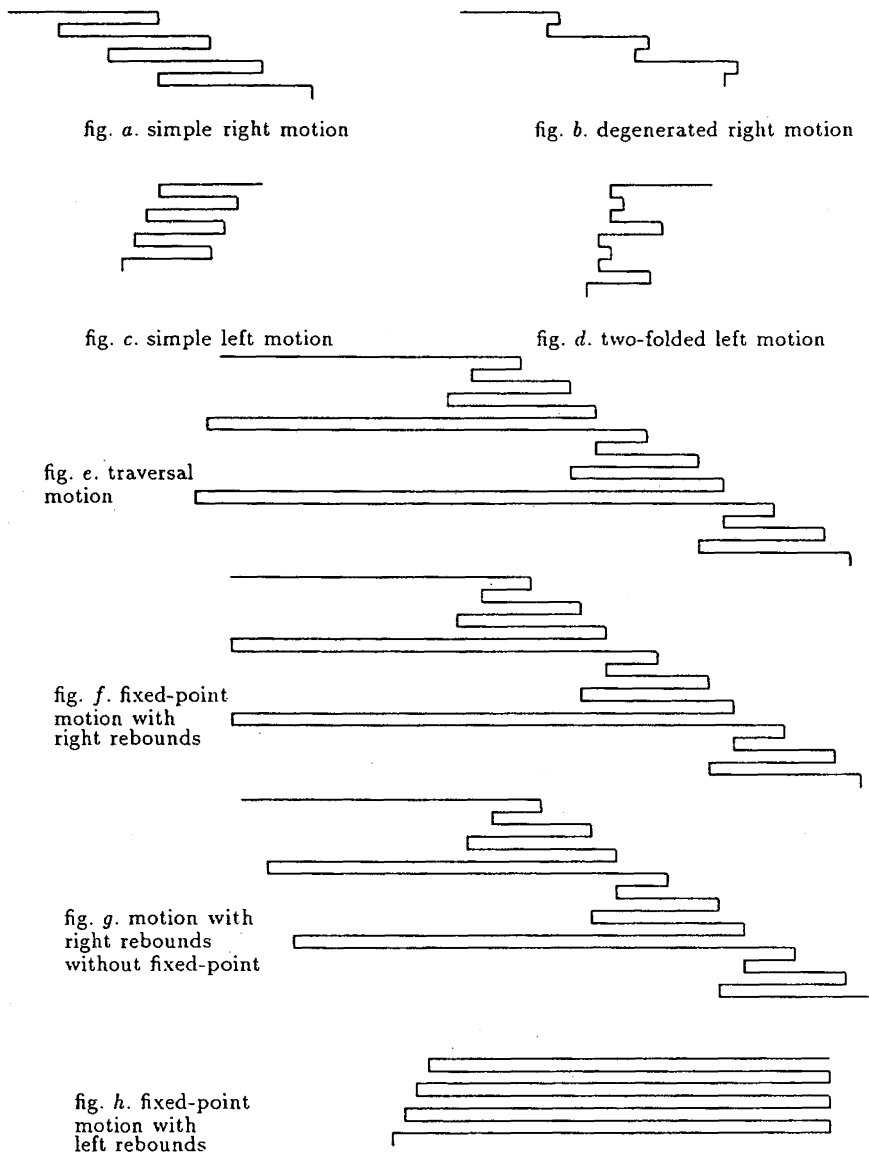 fig. a. simple right motion
fig. b. degenerated right motion
fig. c. simple left motion
fig. d. two-folded left motion
fig. e. traversal
motion
fig. f. fixed-point
motion with
right rebounds
fig. g. motion with
right rebounds
without fixed-point
fig. h. fixed-point
motion with
left rebounds